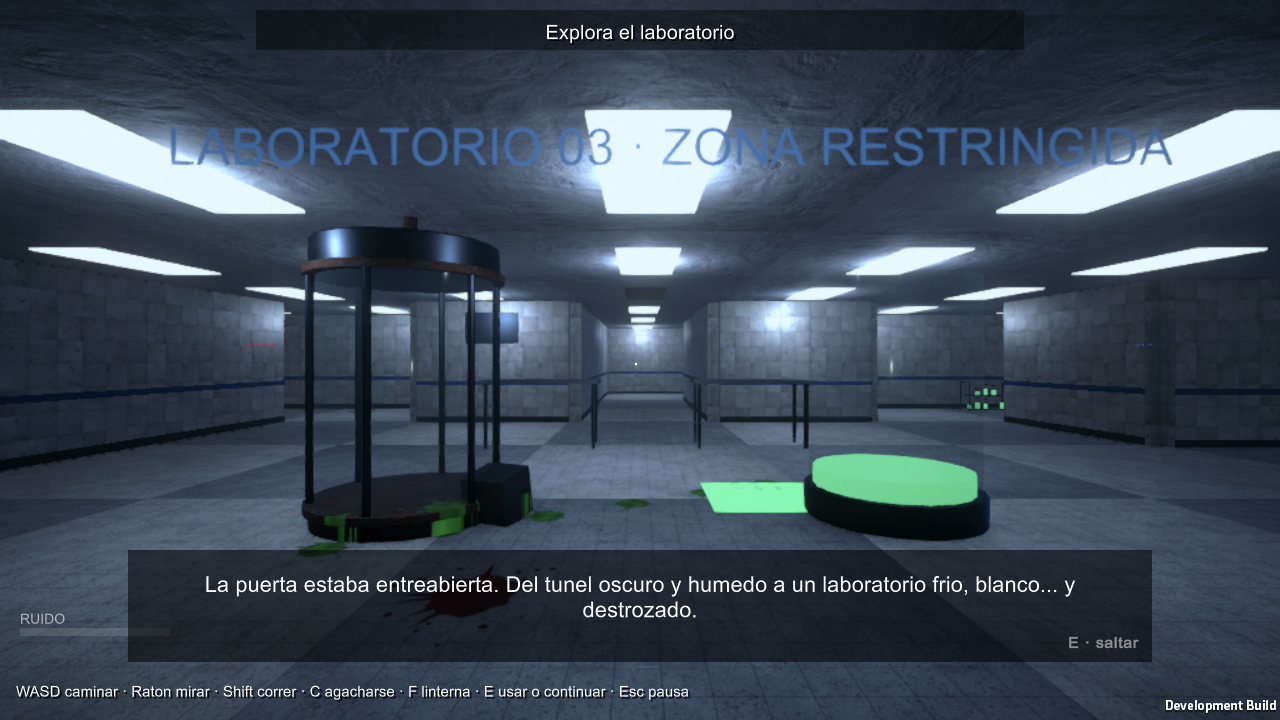 Explora el laboratorio
LABORATORIO 03 · ZONA RESTRINGIDA
La puerta estaba entreabierta. Del tunel oscuro y humedo a un laboratorio frio, blanco... y
destrozado.
E · saltar
RUIDO
WASD caminar · Raton mirar · Shift correr · C agacharse · F linterna · E usar o continuar · Esc pausa
Development Build